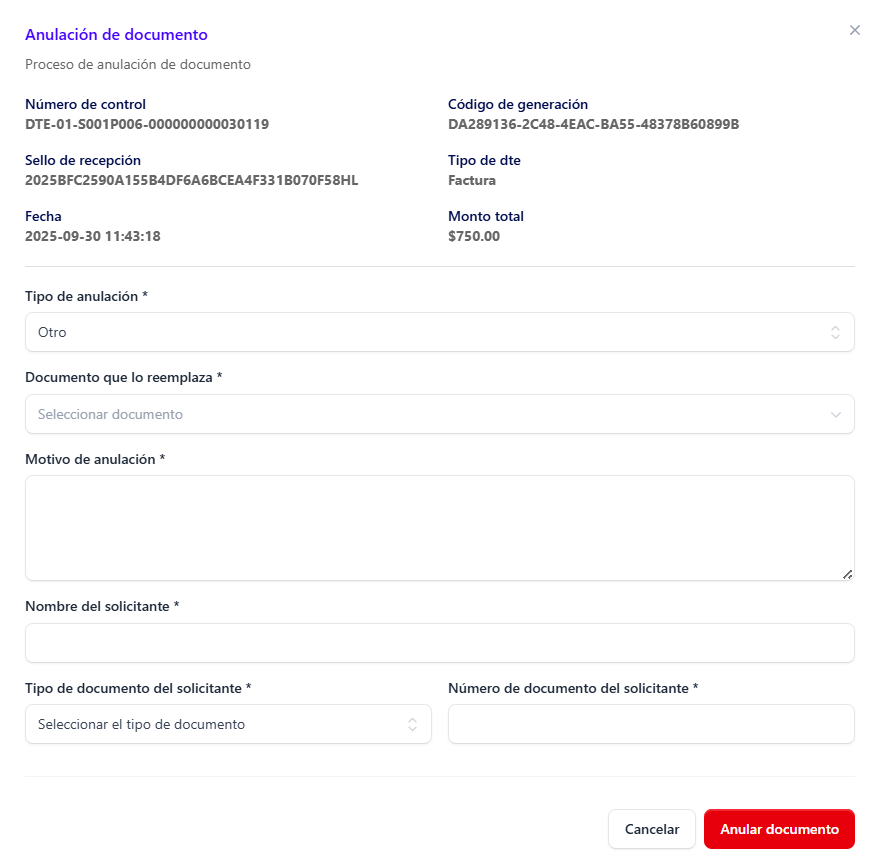 Anulación de documento
Proceso de anulación de documento
Número de control
DTE-01-S001P006-000000000030119
Código de generación
DA289136-2C48-4EAC-BA55-48378B60899B
Sello de recepción
2025BFC2590A155B4DF6A6BCEA4F331B070F58HL
Tipo de dte
Factura
Fecha
2025-09-30 11:43:18
Monto total
$750.00
Tipo de anulación *
Otro
Documento que lo reemplaza *
Seleccionar documento
Motivo de anulación *
Nombre del solicitante *
Tipo de documento del solicitante *
Seleccionar el tipo de documento
Número de documento del solicitante *
Cancelar
Anular documento